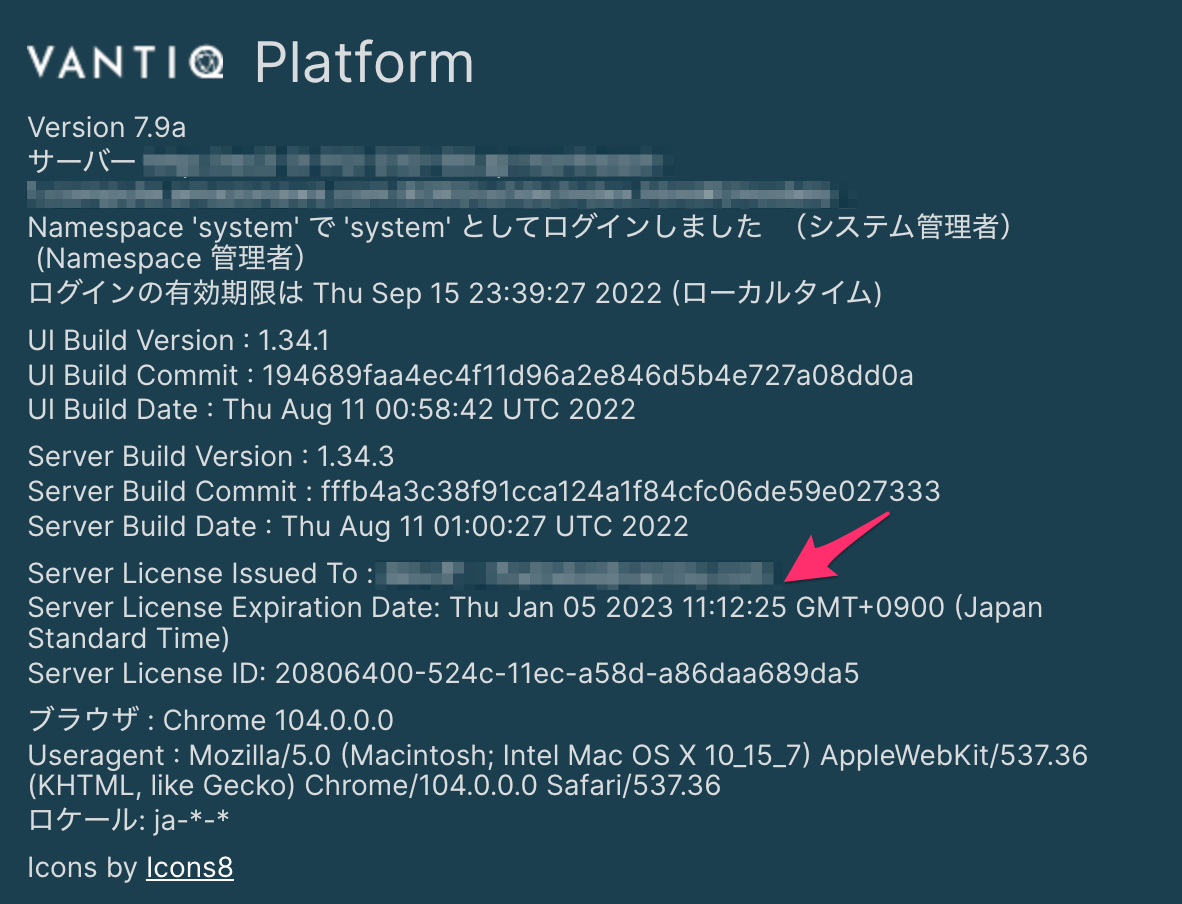 VANTIQ Platform
Version 7.9a
サーバー
Namespace 'system' で 'system' としてログインしました （システム管理者）
(Namespace 管理者）
ログインの有効期限は Thu Sep 15 23:39:27 2022 (ローカルタイム)
UI Build Version : 1.34.1
UI Build Commit : 194689faa4ec4f11d96a2e846d5b4e727a08dd0a
UI Build Date : Thu Aug 11 00:58:42 UTC 2022
Server Build Version : 1.34.3
Server Build Commit : fffb4a3c38f91cca124a1f84cfc06de59e027333
Server Build Date : Thu Aug 11 01:00:27 UTC 2022
Server License Issued To :
Server License Expiration Date: Thu Jan 05 2023 11:12:25 GMT+0900 (Japan
Standard Time)
Server License ID: 20806400-524c-11ec-a58d-a86daa689da5
ブラウザ : Chrome 104.0.0.0
Useragent : Mozilla/5.0 (Macintosh; Intel Mac OS X 10_15_7) AppleWebKit/537.36
(KHTML, like Gecko) Chrome/104.0.0.0 Safari/537.36
ロケール: ja-*-*
Icons by Icons8